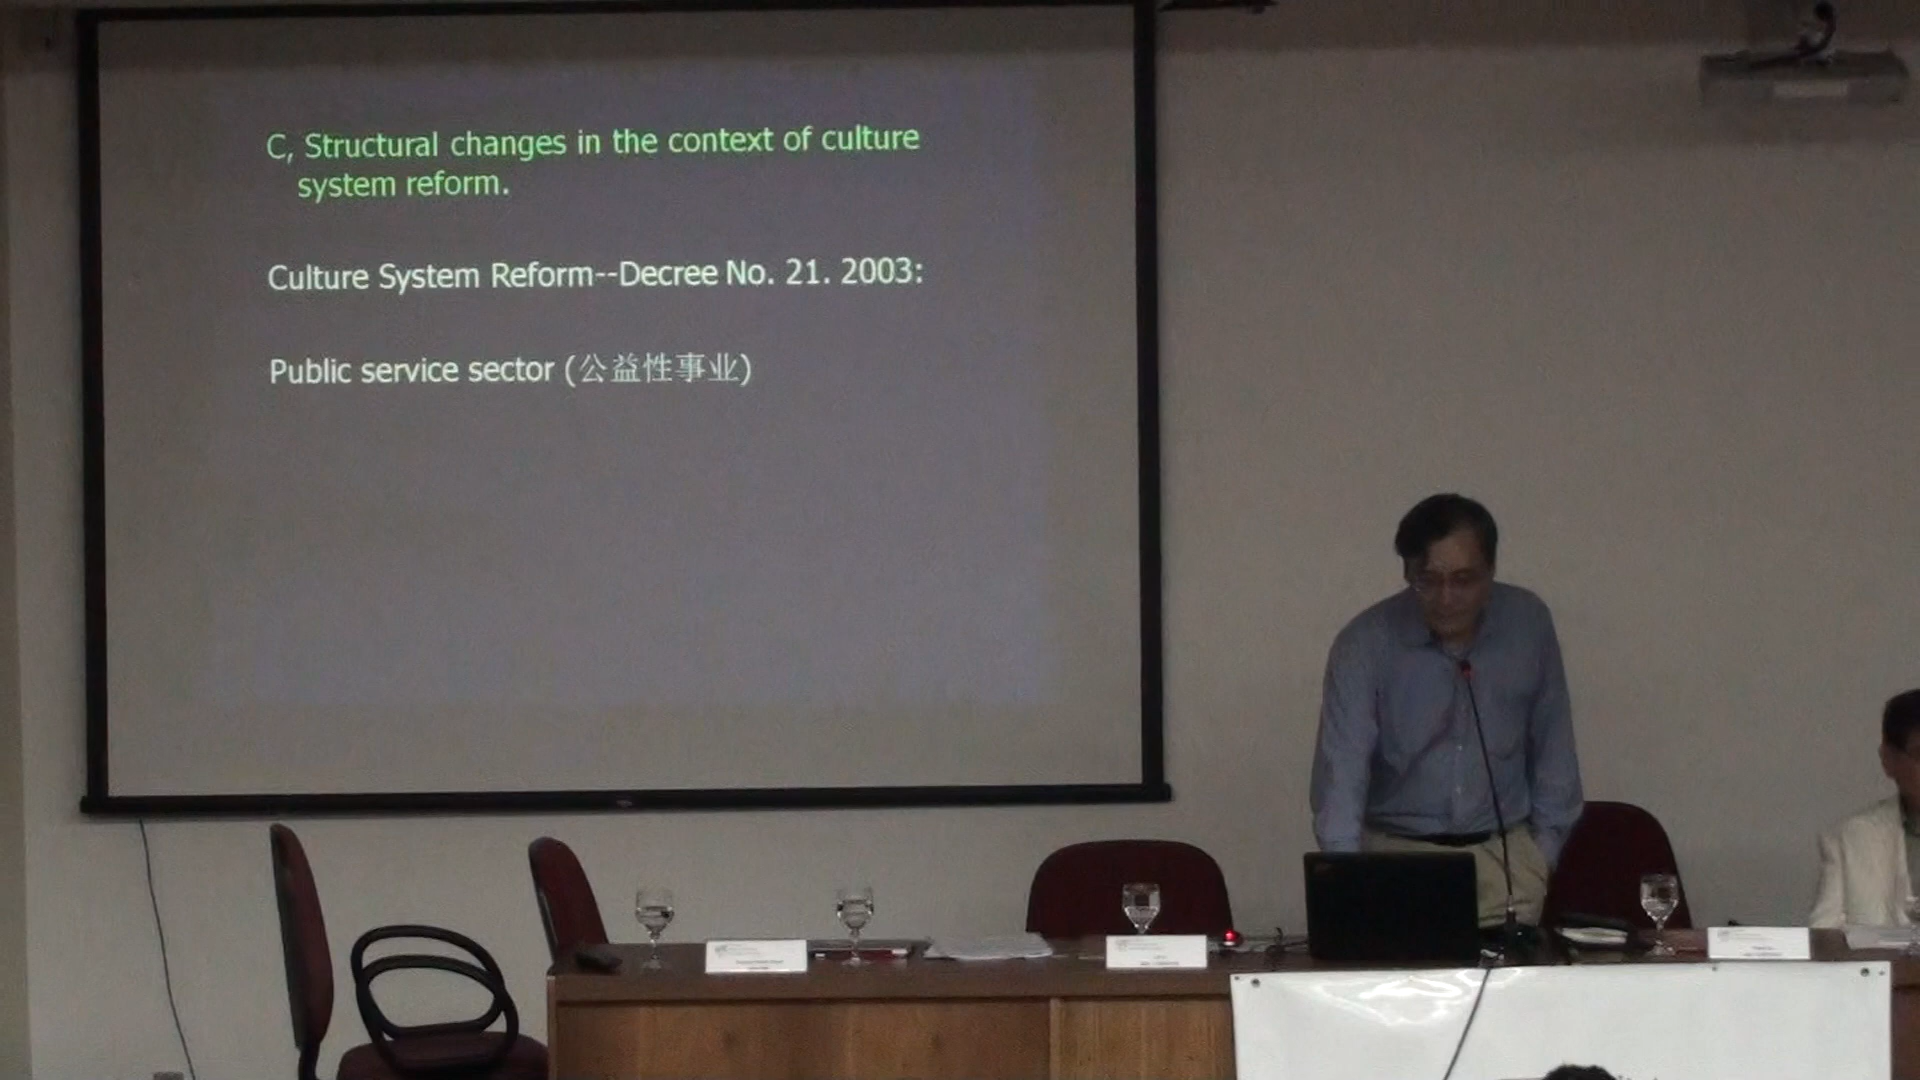 C, Structural changes in the context of culture
system reform.
Culture System Reform--Decree No. 21. 2003:
Public service sector (公益性事业)